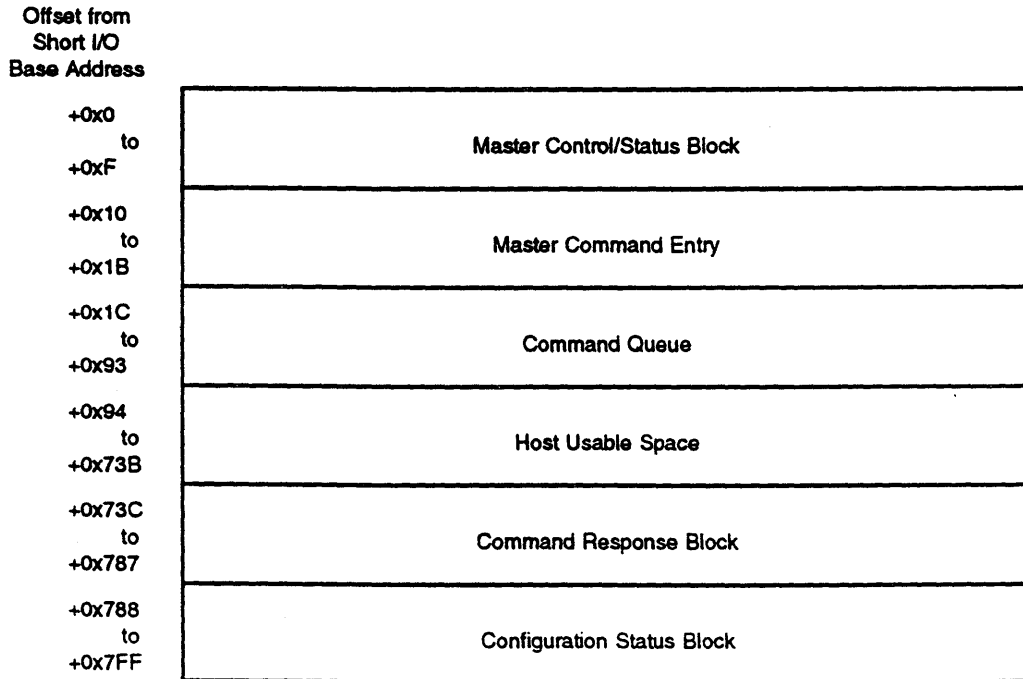 Offset from
Short I/O
Base Address
+0x0
to
+0xF
Master Control/Status Block
+0x10
to
+0x1B
Master Command Entry
+0x1C
to
+0x93
Command Queue
+0x94
to
+0x73B
Host Usable Space
+0x73C
to
+0x787
Command Response Block
+0x788
to
+0x7FF
Configuration Status Block